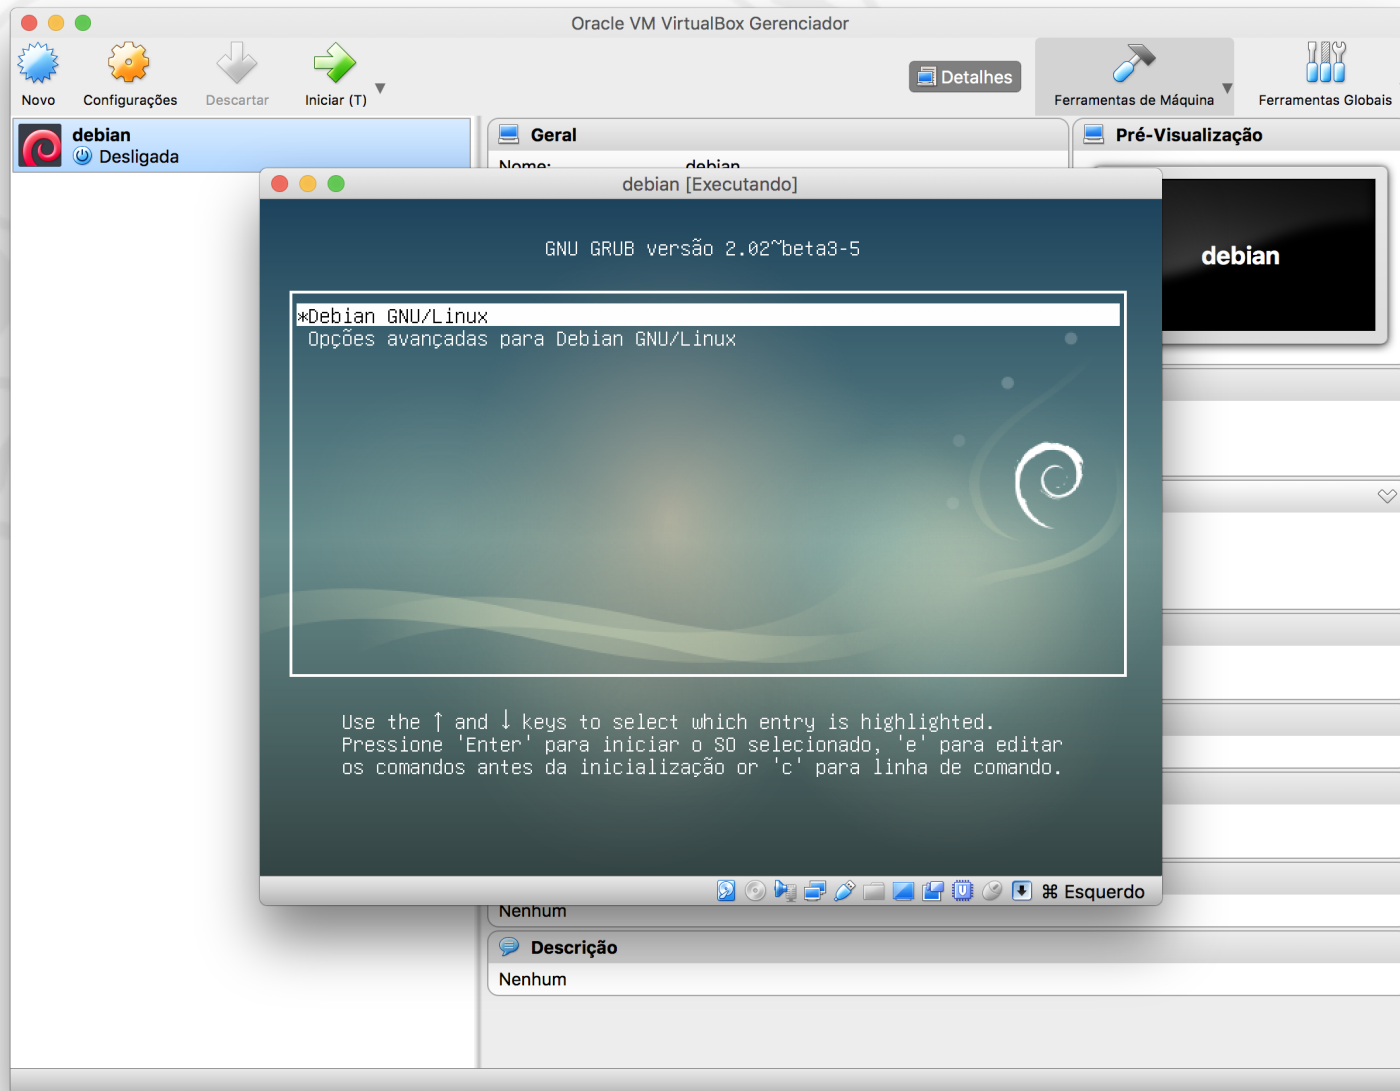 Oracle VM VirtualBox Gerenciador
Novo
Configurações
Descartar
Iniciar (T)
Detalhes
Ferramentas de Máquina
Ferramentas Globais
debian
Desligada
Geral
Nome: debian
Pré-Visualização
debian
debian [Executando]
GNU GRUB versão 2.02~beta3-5
*Debian GNU/Linux
Opções avançadas para Debian GNU/Linux
Use the ↑ and ↓ keys to select which entry is highlighted.
Pressione 'Enter' para iniciar o SO selecionado, 'e' para editar
os comandos antes da inicialização or 'c' para linha de comando.
⌘ Esquerdo
Nenhum
Descrição
Nenhum